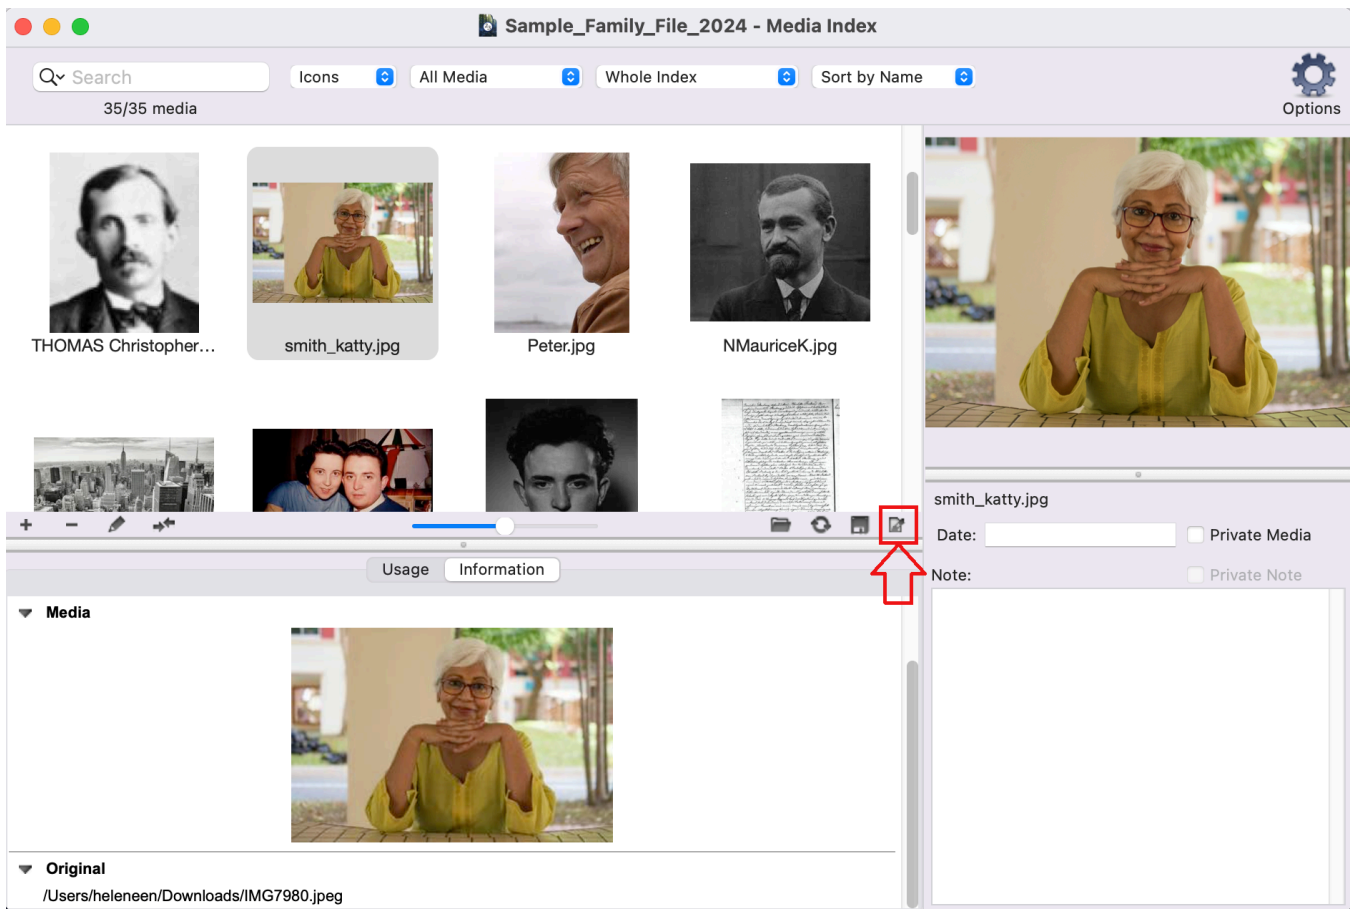 Sample_Family_File_2024 - Media Index
Search
Icons
All Media
Whole Index
Sort by Name
35/35 media
Options
THOMAS Christopher...
smith_katty.jpg
Peter.jpg
NMauriceK.jpg
smith_katty.jpg
Date:
Private Media
Usage
Information
Note:
Private Note
Media
Original
/Users/heleneen/Downloads/IMG7980.jpeg